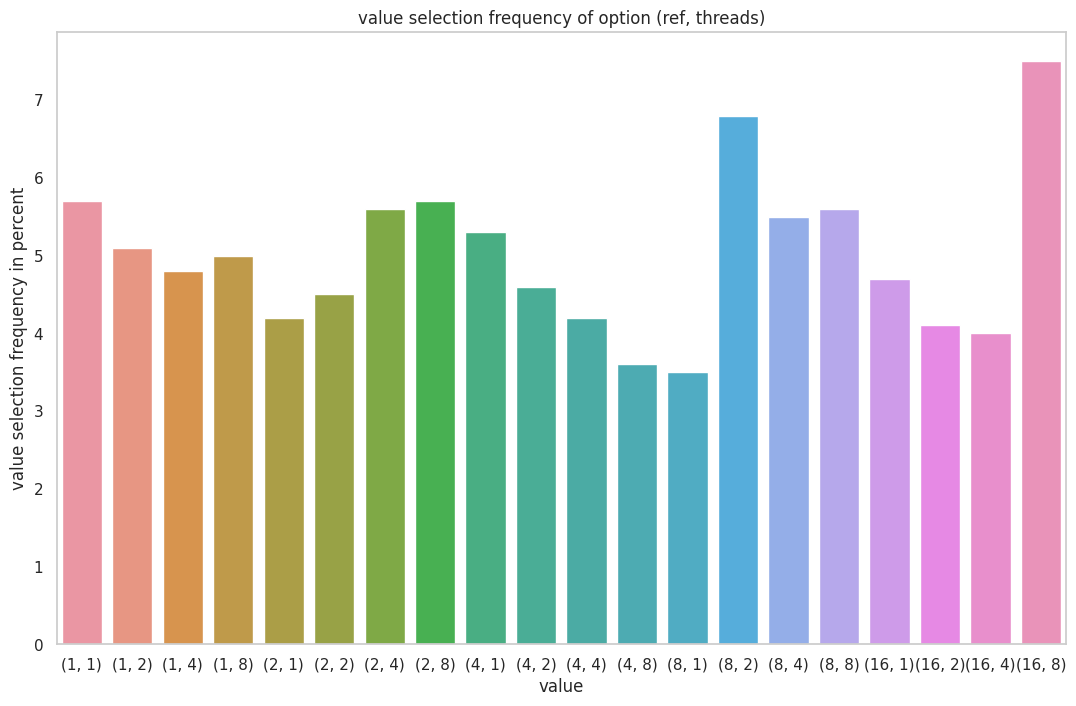 value selection frequency of option (ref, threads)
value selection frequency in percent
7
6
5
4
3
2
1
0
(1, 1) (1, 2) (1, 4) (1, 8) (2, 1) (2, 2) (2, 4) (2, 8) (4, 1) (4, 2) (4, 4) (4, 8) (8, 1) (8, 2) (8, 4) (8, 8) (16, 1) (16, 2) (16, 4) (16, 8)
value